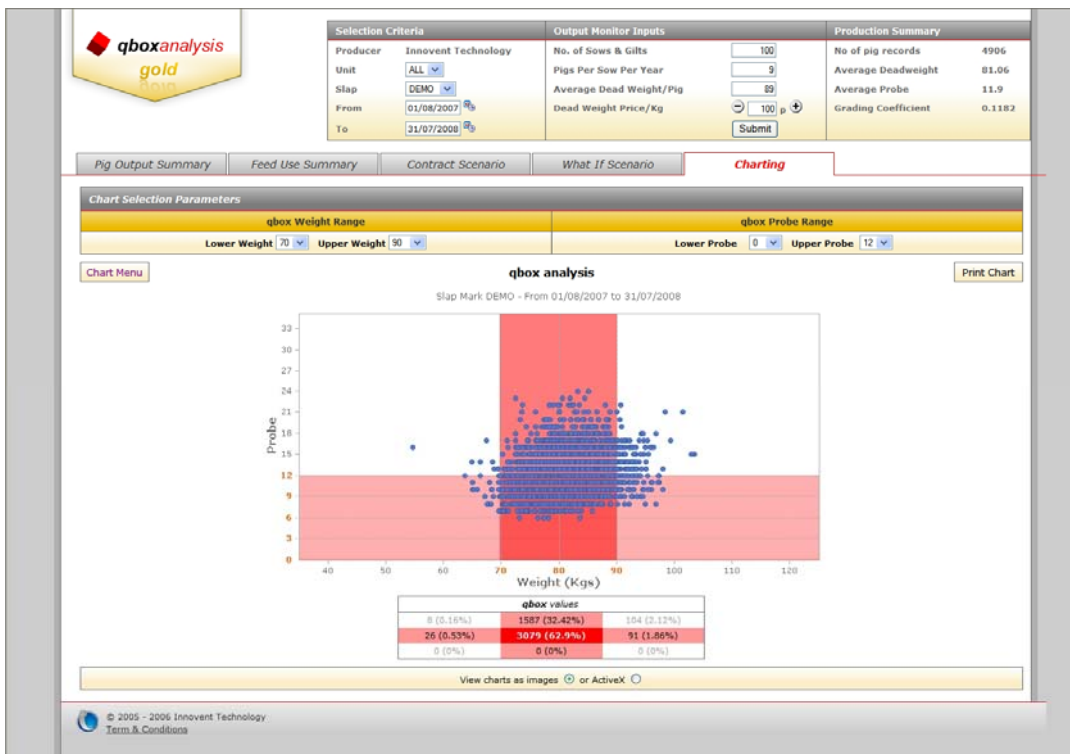 qboxanalysis
gold
Selection Criteria
Producer Innovent Technology
Unit ALL
Slap DEMO
From 01/08/2007
To 31/07/2008
Output Monitor Inputs
No. of Sows & Gilts 100
Pigs Per Sow Per Year 9
Average Dead Weight/Pig 89
Dead Weight Price/Kg 100 p
Submit
Production Summary
No of pig records 4906
Average Deadweight 81.06
Average Probe 11.9
Grading Coefficient 0.1182
Pig Output Summary Feed Use Summary Contract Scenario What If Scenario Charting
Chart Selection Parameters
qbox Weight Range qbox Probe Range
Lower Weight 70 Upper Weight 90 Lower Probe 0 Upper Probe 12
Chart Menu qbox analysis Print Chart
Slap Mark DEMO - From 01/08/2007 to 31/07/2008
33
30
27
24
21
18
15
12
9
6
3
0
Probe
40 50 60 70 80 90 100 110 120
Weight (Kgs)
qbox values
8 (0.16%) 1587 (32.42%) 104 (2.12%)
26 (0.53%) 3079 (62.9%) 91 (1.86%)
0 (0%) 0 (0%) 0 (0%)
View charts as images or ActiveX
© 2005 - 2006 Innovent Technology
Term & Conditions